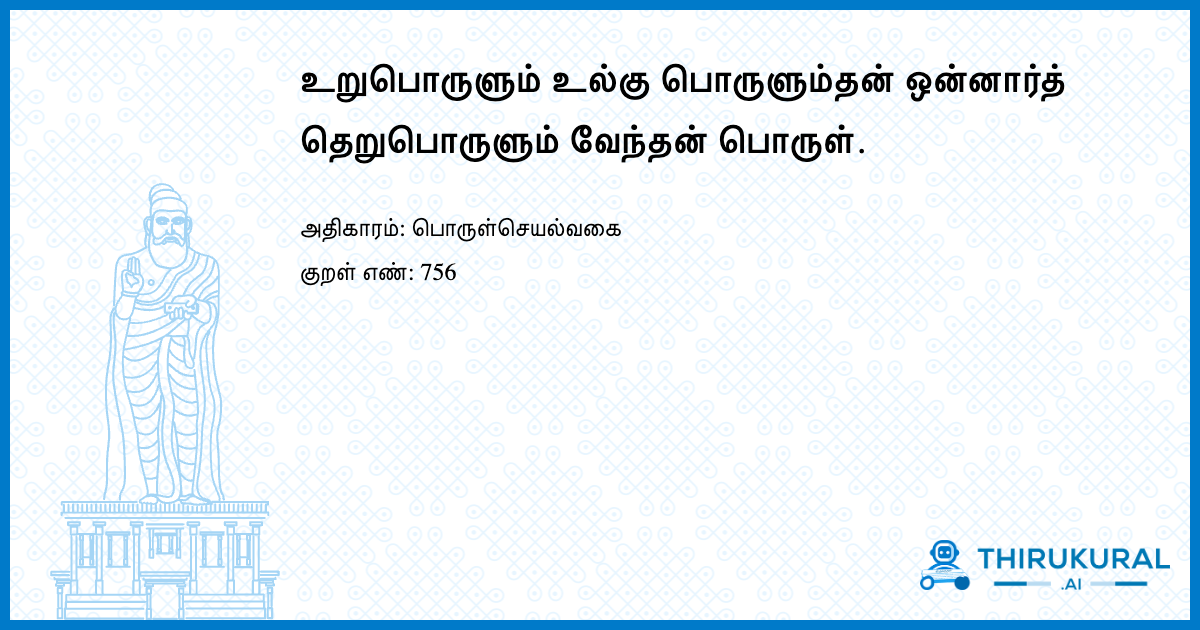 உறுபொருளும் உல்கு பொருளும்தன் ஒன்னார்த்
தெறுபொருளும் வேந்தன் பொருள்.
அதிகாரம்: பொருள்செயல்வகை
குறள் எண்: 756
THIRUKURAL
.AI